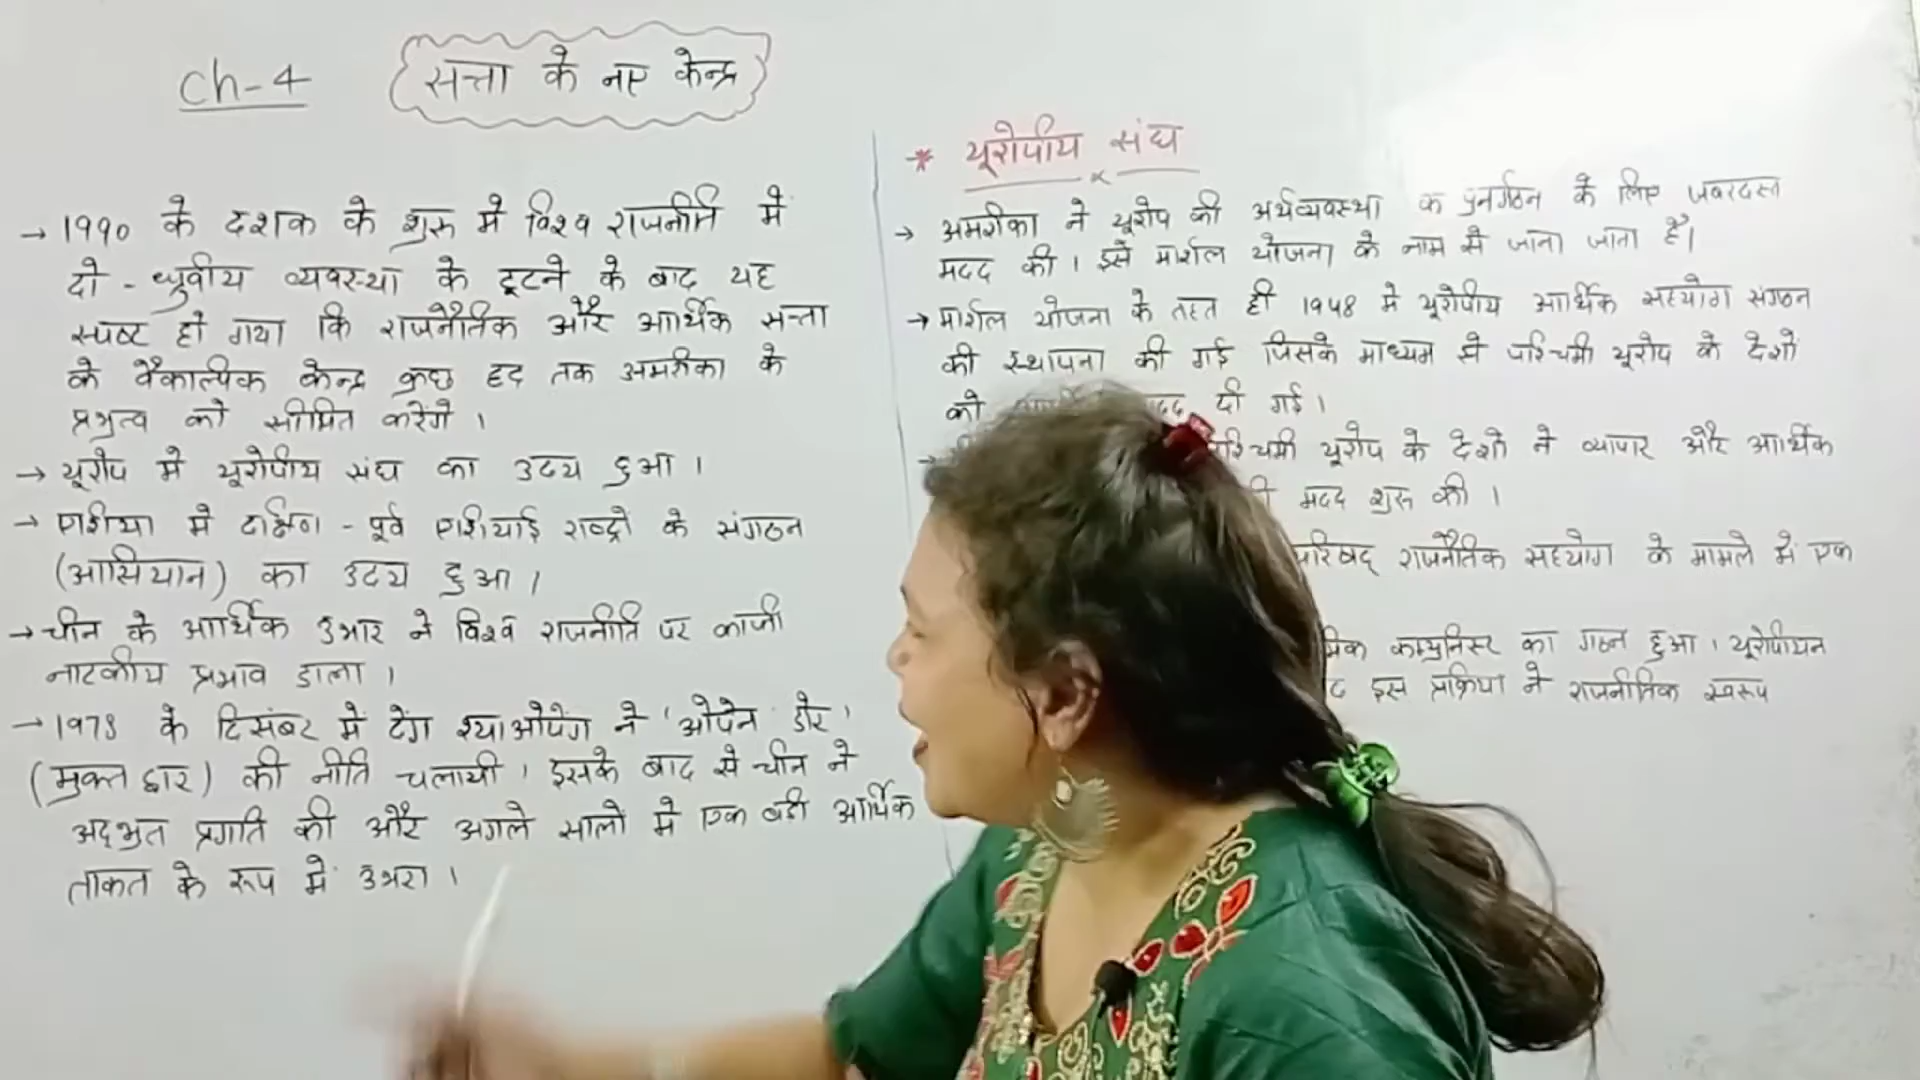 Ch-4
सत्ता के नए केन्द्र
→ 1990 के दशक के शुरू मे विश्व राजनीति में
दो - ध्रुवीय व्यवस्था के टूटने के बाद यह
स्पष्ट हो गया कि राजनैतिक और आर्थिक सत्ता
के वैकल्पिक केन्द्र कुछ हद तक अमरीका के
प्रभुत्व को सीमित करेंगे ।
→ यूरोप मे यूरोपीय संघ का उदय हुआ ।
→ एशिया मे दक्षिण - पूर्व एशियाई राष्ट्रो के संगठन
(आसियान) का उदय हुआ ।
→ चीन के आर्थिक उभार ने विश्व राजनीति पर काफी
नाटकीय प्रभाव डाला ।
→ 1978 के दिसंबर में देंग श्याओपेंग ने 'ओपेन डोर'
(मुक्त द्वार) की नीति चलायी । इसके बाद से चीन ने
अद्भुत प्रगति की और अगले सालो मे एक बडी आर्थिक
ताकत के रूप में उभरा ।
* यूरोपीय संघ
→ अमरीका ने यूरोप की अर्थव्यवस्था के पुनर्गठन के लिए जबरदस्त
मदद की । इसे मार्शल योजना के नाम से जाना जाता है।
→ मार्शल योजना के तहत ही 1948 मे यूरोपीय आर्थिक सहयोग संगठन
की स्थापना की गई जिसके माध्यम से पश्चिमी यूरोप के देशो
को मदद दी गई ।
→ पश्चिमी यूरोप के देशो ने व्यापार और आर्थिक
मदद शुरू की ।
परिषद् राजनैतिक सहयोग के मामले में एक
कम्युनिस्ट का गठन हुआ । यूरोपीयन
इस प्रक्रिया ने राजनीतिक स्वरूप